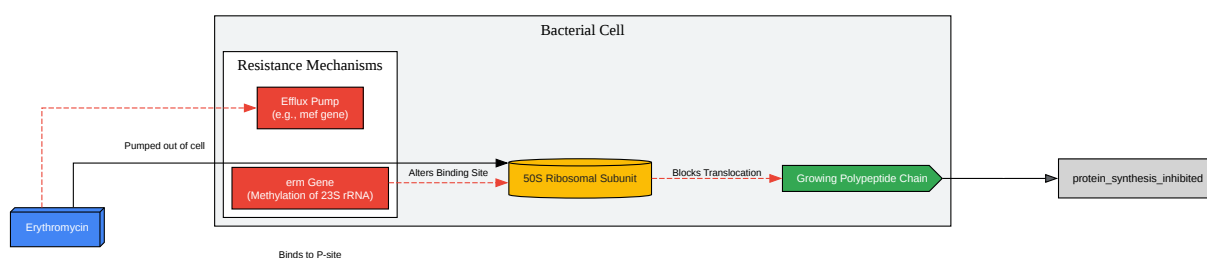 Bacterial Cell
Resistance Mechanisms
Efflux Pump
(e.g., mef gene)
Pumped out of cell
erm Gene
(Methylation of 23S rRNA)
Alters Binding Site
50S Ribosomal Subunit
Blocks Translocation
Growing Polypeptide Chain
protein_synthesis_inhibited
Erythromycin
Binds to P-site